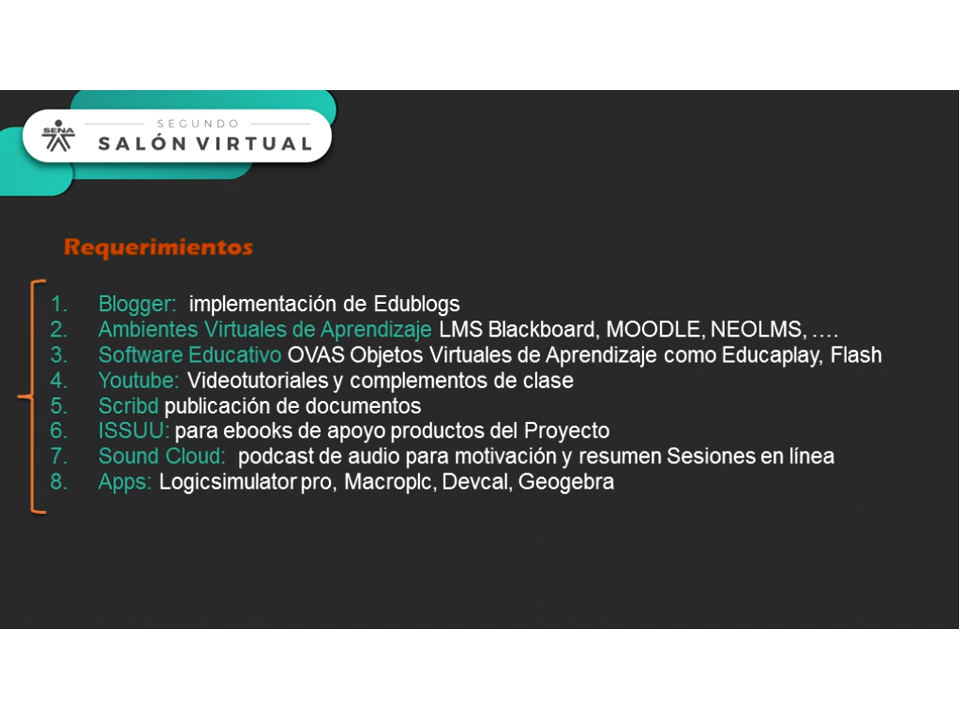 SENA
SEGUNDO
SALÓN VIRTUAL
Requerimientos
1. Blogger: implementación de Edublogs
2. Ambientes Virtuales de Aprendizaje LMS Blackboard, MOODLE, NEOLMS, ….
3. Software Educativo OVAS Objetos Virtuales de Aprendizaje como Educaplay, Flash
4. Youtube: Videotutoriales y complementos de clase
5. Scribd publicación de documentos
6. ISSUU: para ebooks de apoyo productos del Proyecto
7. Sound Cloud: podcast de audio para motivación y resumen Sesiones en línea
8. Apps: Logicsimulator pro, Macroplc, Devcal, Geogebra